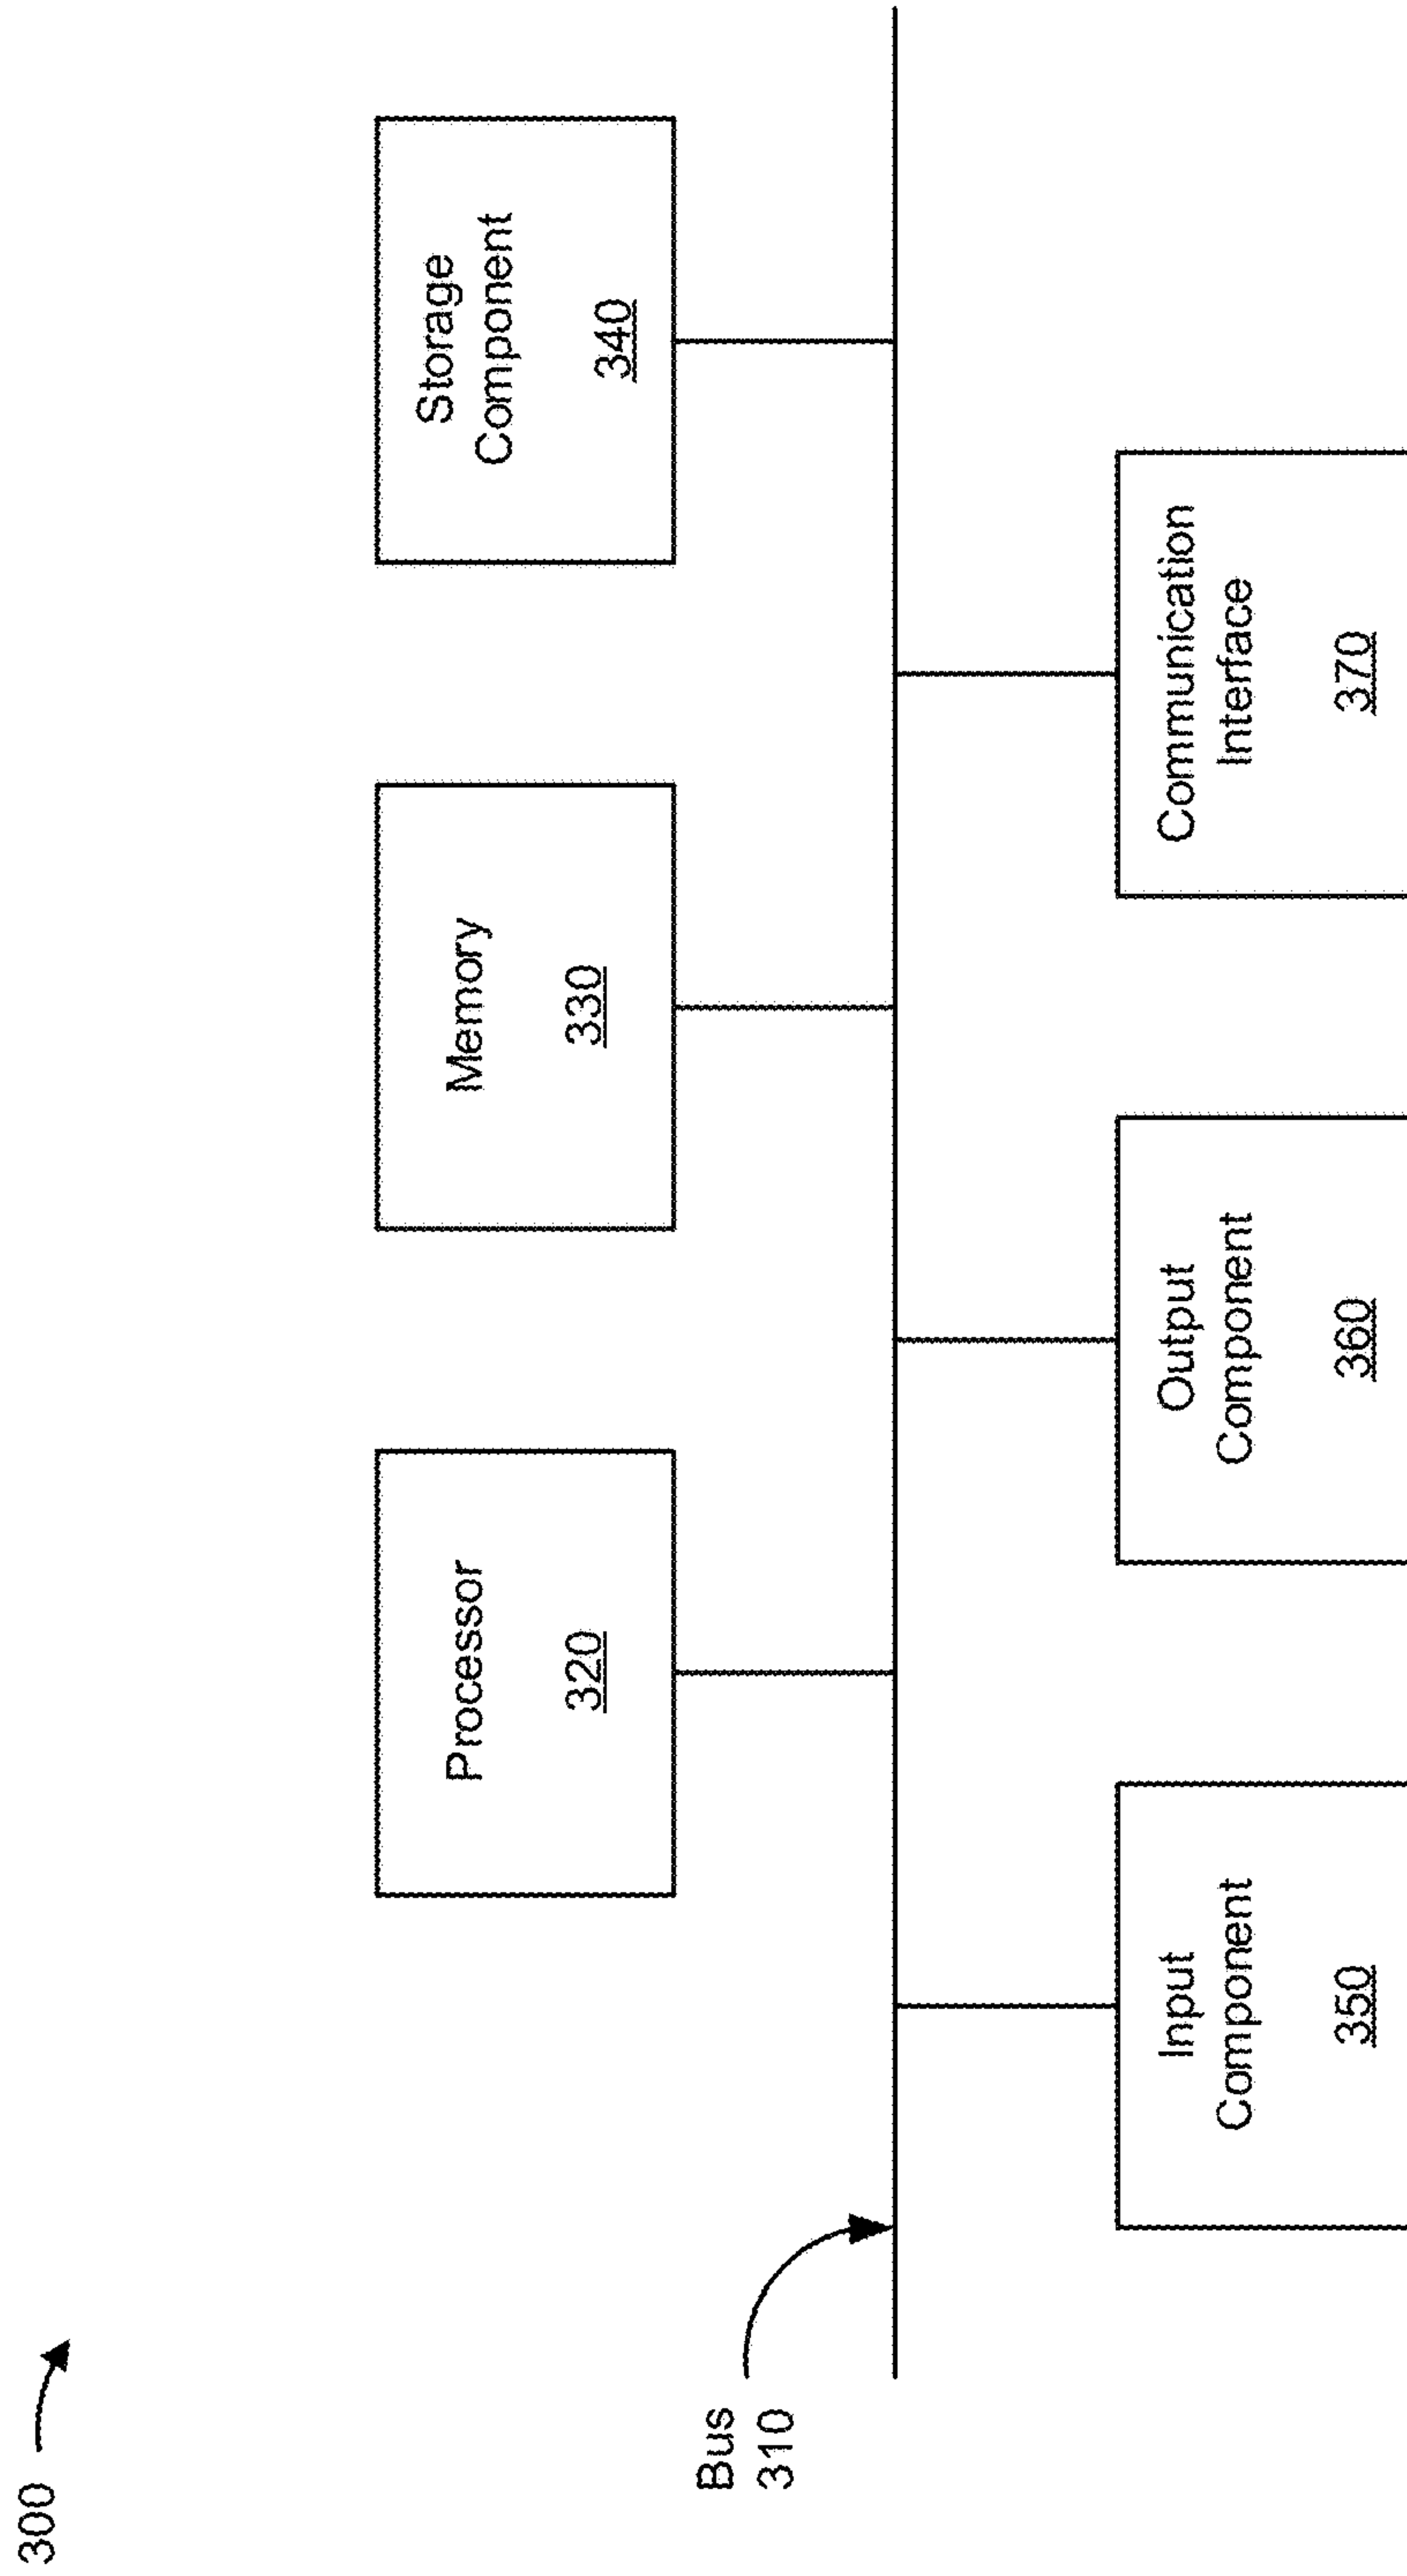 300
Processor
320
Memory
330
Storage
Component
340
Bus
310
Input
Component
350
Output
Component
360
Communication
Interface
370